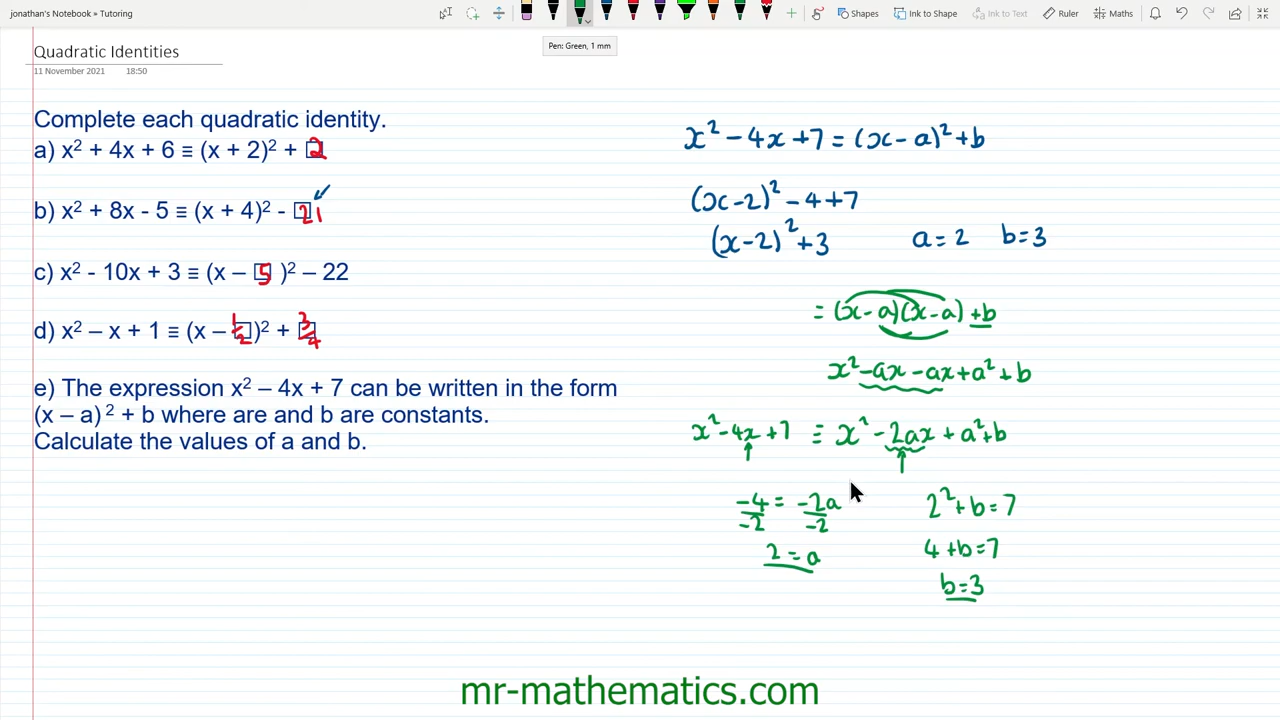 jonathan's Notebook » Tutoring
Shapes
Ink to Shape
Ink to Text
Ruler
Maths
Pen: Green, 1 mm
Quadratic Identities
11 November 2021 18:50
Complete each quadratic identity.
a) x² + 4x + 6 ≡ (x + 2)² + 2
b) x² + 8x - 5 ≡ (x + 4)² - 21
c) x² - 10x + 3 ≡ (x – 5 )² – 22
d) x² – x + 1 ≡ (x – 1/2)² + 3/4
e) The expression x² – 4x + 7 can be written in the form
(x – a) ² + b where are and b are constants.
Calculate the values of a and b.
x² - 4x + 7 = (x - a)² + b
(x - 2)² - 4 + 7
(x - 2)² + 3 a = 2 b = 3
= (x - a)(x - a) + b
x² - ax - ax + a² + b
x² - 4x + 7 ≡ x² - 2ax + a² + b
-4/-2 = -2a/-2
2 = a
2² + b = 7
4 + b = 7
b = 3
mr-mathematics.com